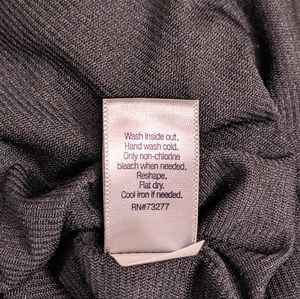 Wash inside out.
Hand wash cold.
Only non-chlorine
bleach when needed.
Reshape.
Flat dry.
Cool iron if needed.
RN#73277